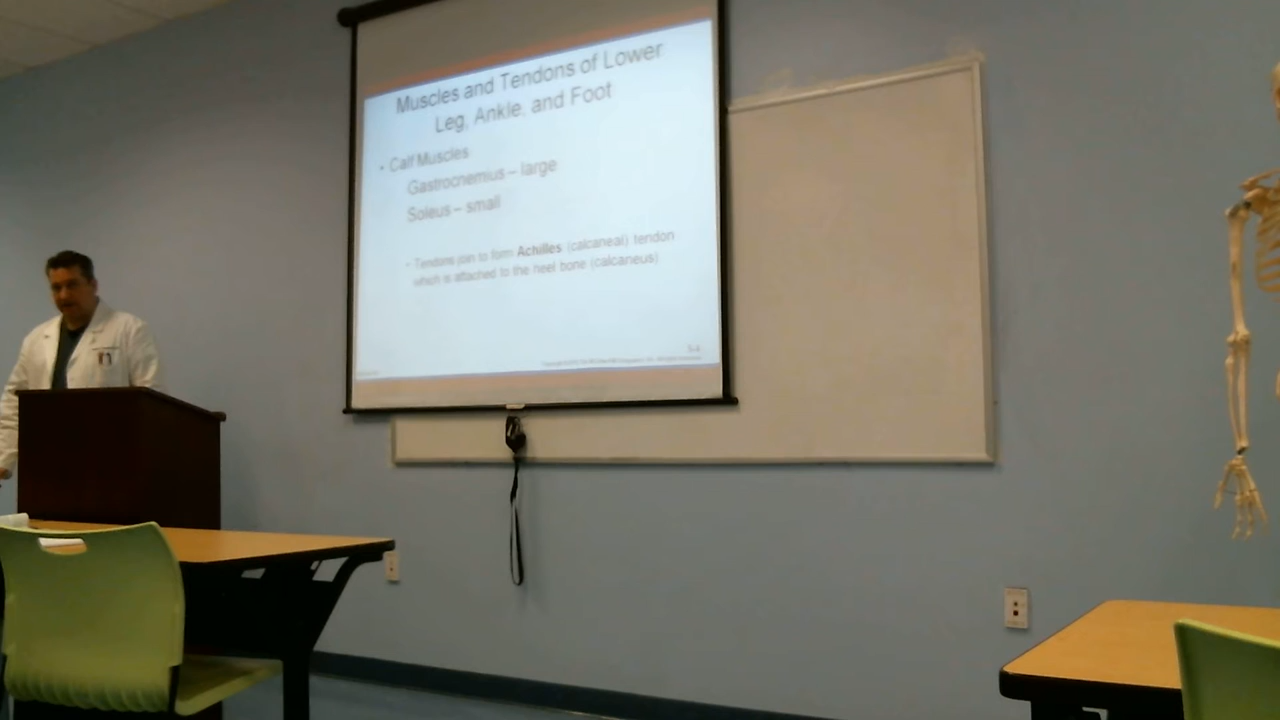 Muscles and Tendons of Lower
Leg, Ankle, and Foot
• Calf Muscles
Gastrocnemius – large
Soleus – small
• Tendons join to form Achilles (calcaneal) tendon
which is attached to the heel bone (calcaneus)